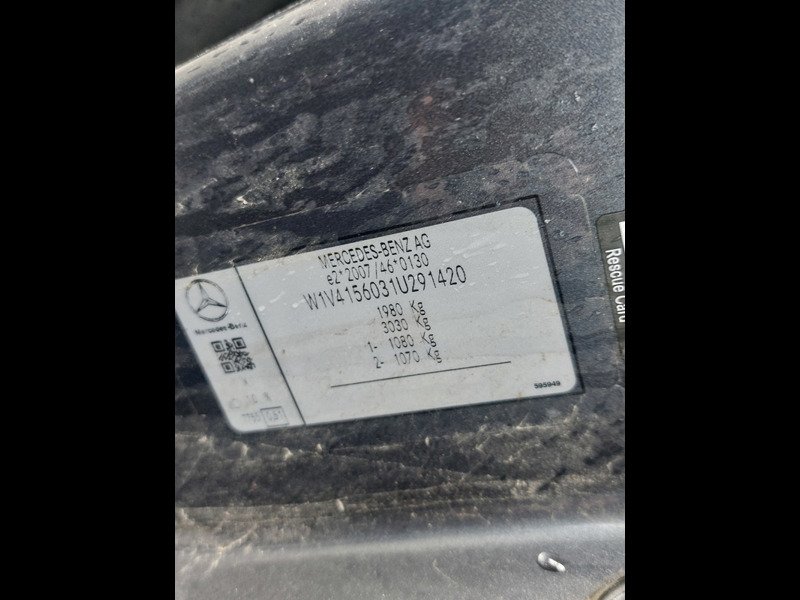 MERCEDES-BENZ AG
e2*2007/46*0130
W1V4156031U291420
1980 Kg
3030 Kg
1- 1080 Kg
2- 1070 Kg
595949
Mercedes-Benz
Rescue Card